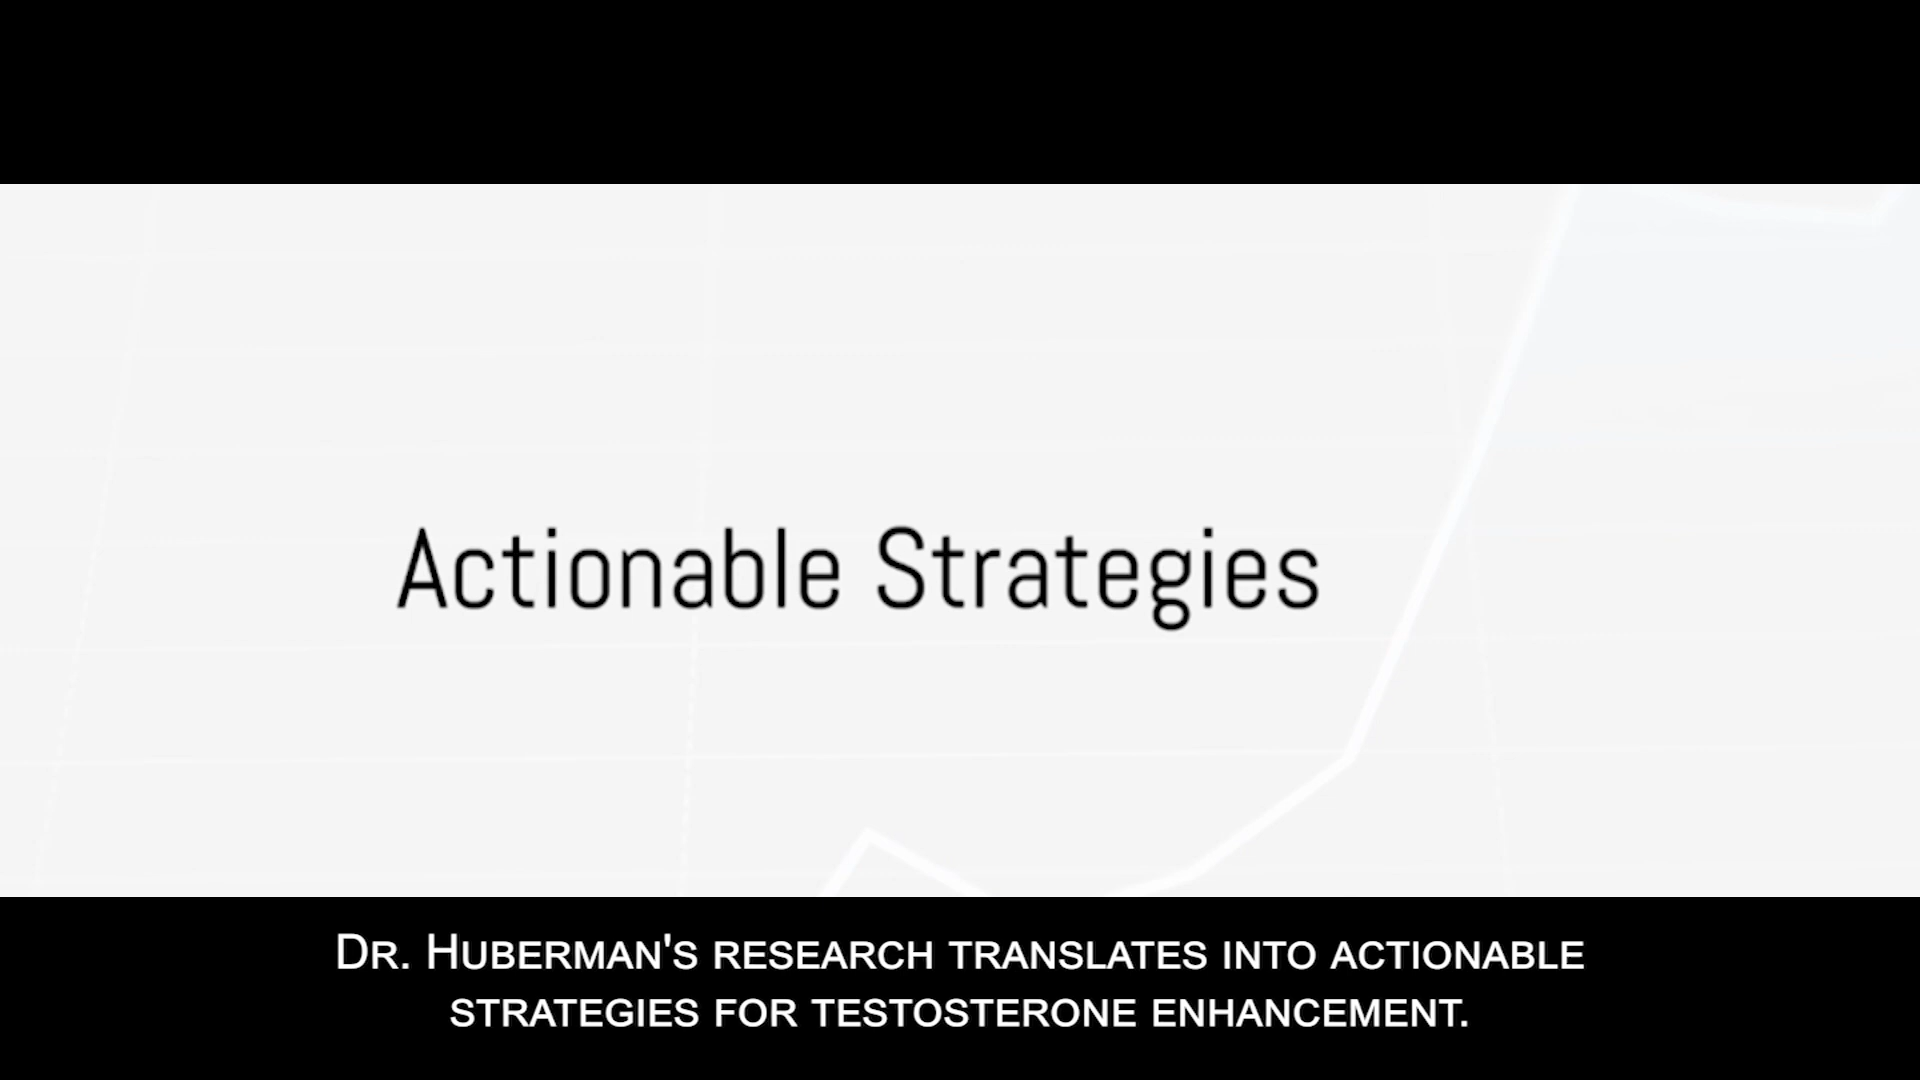 Actionable Strategies
Dr. Huberman's research translates into actionable
strategies for testosterone enhancement.